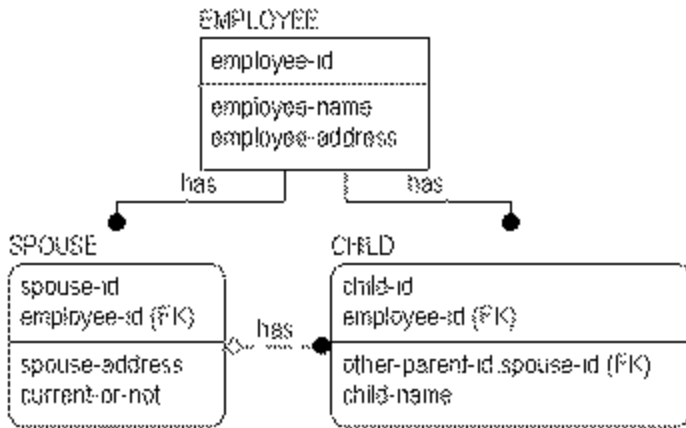 EMPLOYEE
employee-id
employee-name
employee-address
has
has
SPOUSE
spouse-id
employee-id (FK)
spouse-address
current-or-not
has
CHILD
child-id
employee-id (FK)
other-parent-id.spouse-id (FK)
child-name